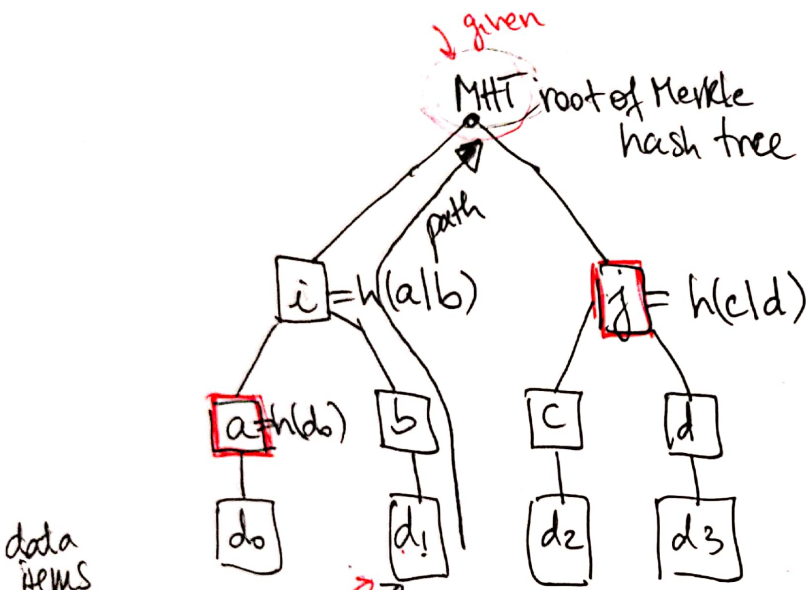 given
MHT root of Merkle
hash tree
path
i = h(a|b)
j = h(c|d)
a=h(d0)
b
c
d
d0
d1
d2
d3
data
items